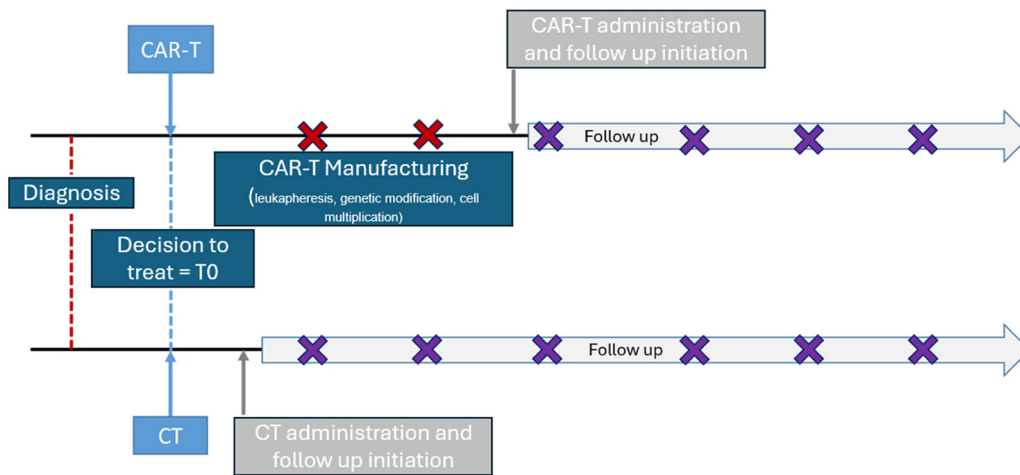 CAR-T administration
and follow up initiation
CAR-T
Follow up
CAR-T Manufacturing
(leukapheresis, genetic modification, cell
multiplication)
Diagnosis
Decision to
treat = T0
Follow up
CT
CT administration and
follow up initiation